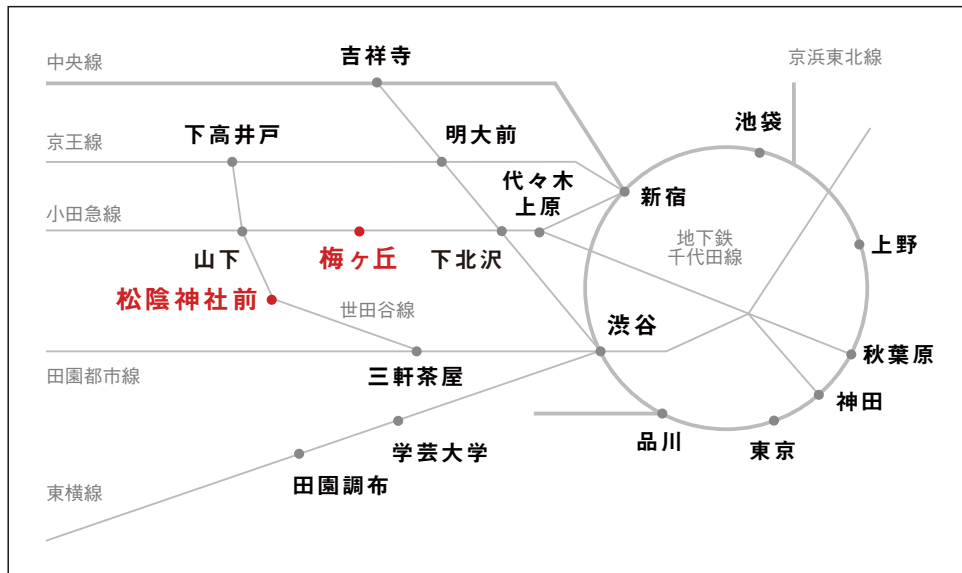 吉祥寺
中央線
京浜東北線
池袋
下高井戸
明大前
京王線
代々木
上原
新宿
小田急線
地下鉄
千代田線
上野
山下
梅ヶ丘
下北沢
松陰神社前
世田谷線
渋谷
秋葉原
田園都市線
三軒茶屋
神田
品川
東京
学芸大学
田園調布
東横線